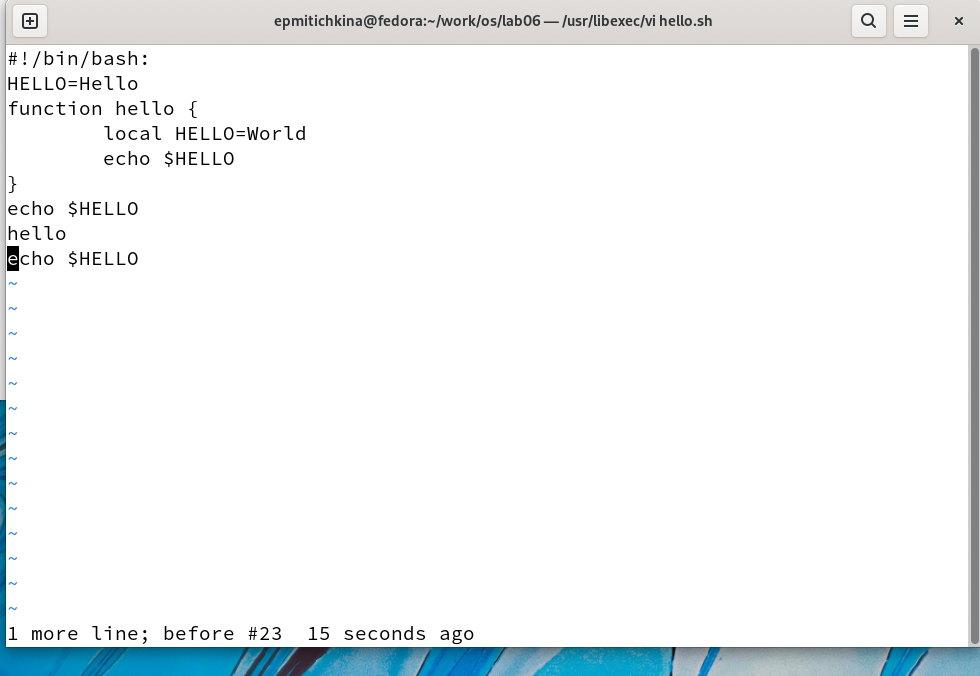 epmitichkina@fedora:~/work/os/lab06 — /usr/libexec/vi hello.sh
#!/bin/bash:
HELLO=Hello
function hello {
        local HELLO=World
        echo $HELLO
}
echo $HELLO
hello
echo $HELLO
~
~
~
~
~
~
~
~
~
~
~
~
~
~
1 more line; before #23  15 seconds ago